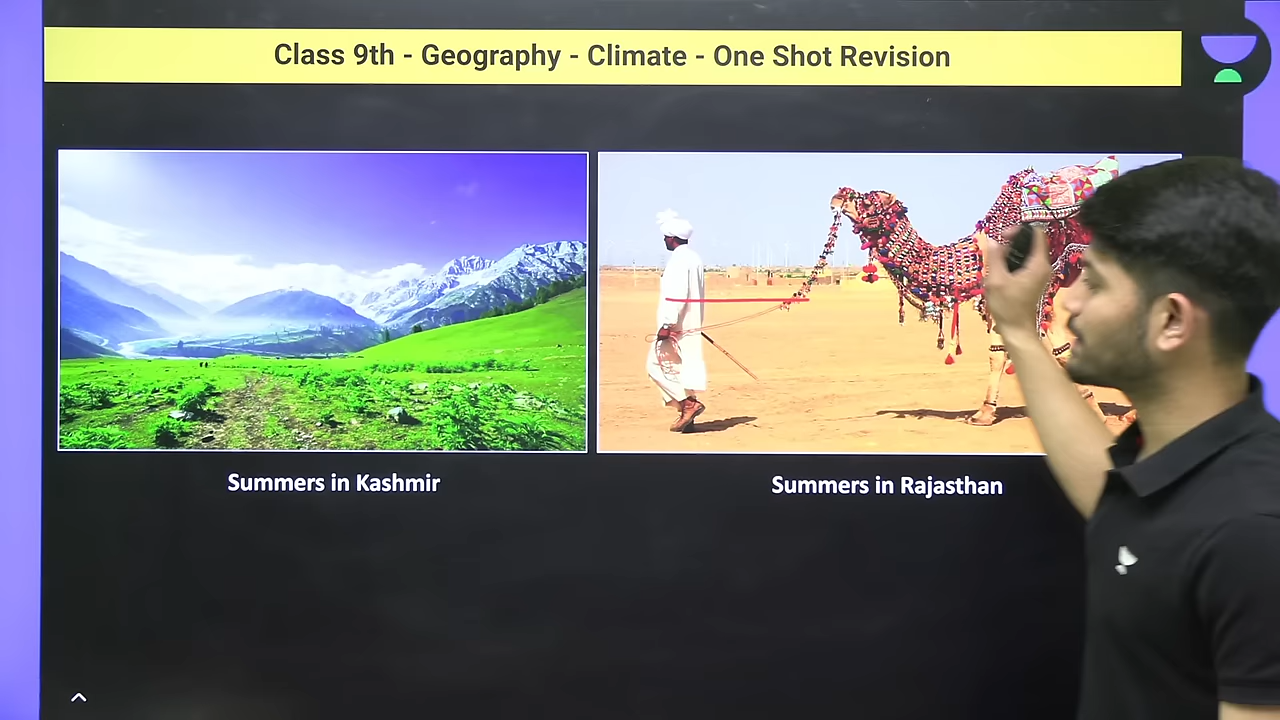 Class 9th - Geography - Climate - One Shot Revision
Summers in Kashmir
Summers in Rajasthan